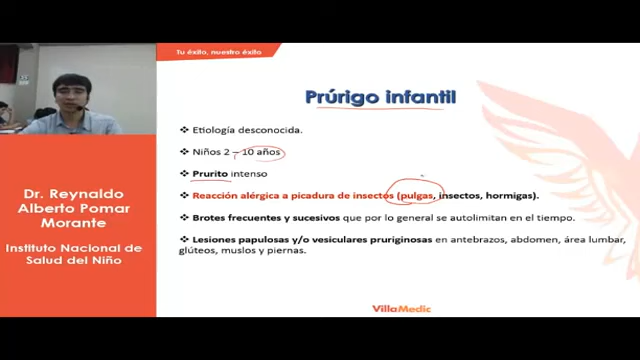 Tu éxito, nuestro éxito
Prúrigo infantil
❖ Etiología desconocida.
❖ Niños 2 – 10 años
❖ Prurito intenso
❖ Reacción alérgica a picadura de insectos (pulgas, insectos, hormigas).
❖ Brotes frecuentes y sucesivos que por lo general se autolimitan en el tiempo.
❖ Lesiones papulosas y/o vesiculares pruriginosas en antebrazos, abdomen, área lumbar,
glúteos, muslos y piernas.
Dr. Reynaldo
Alberto Pomar
Morante
Instituto Nacional de
Salud del Niño
VillaMedic